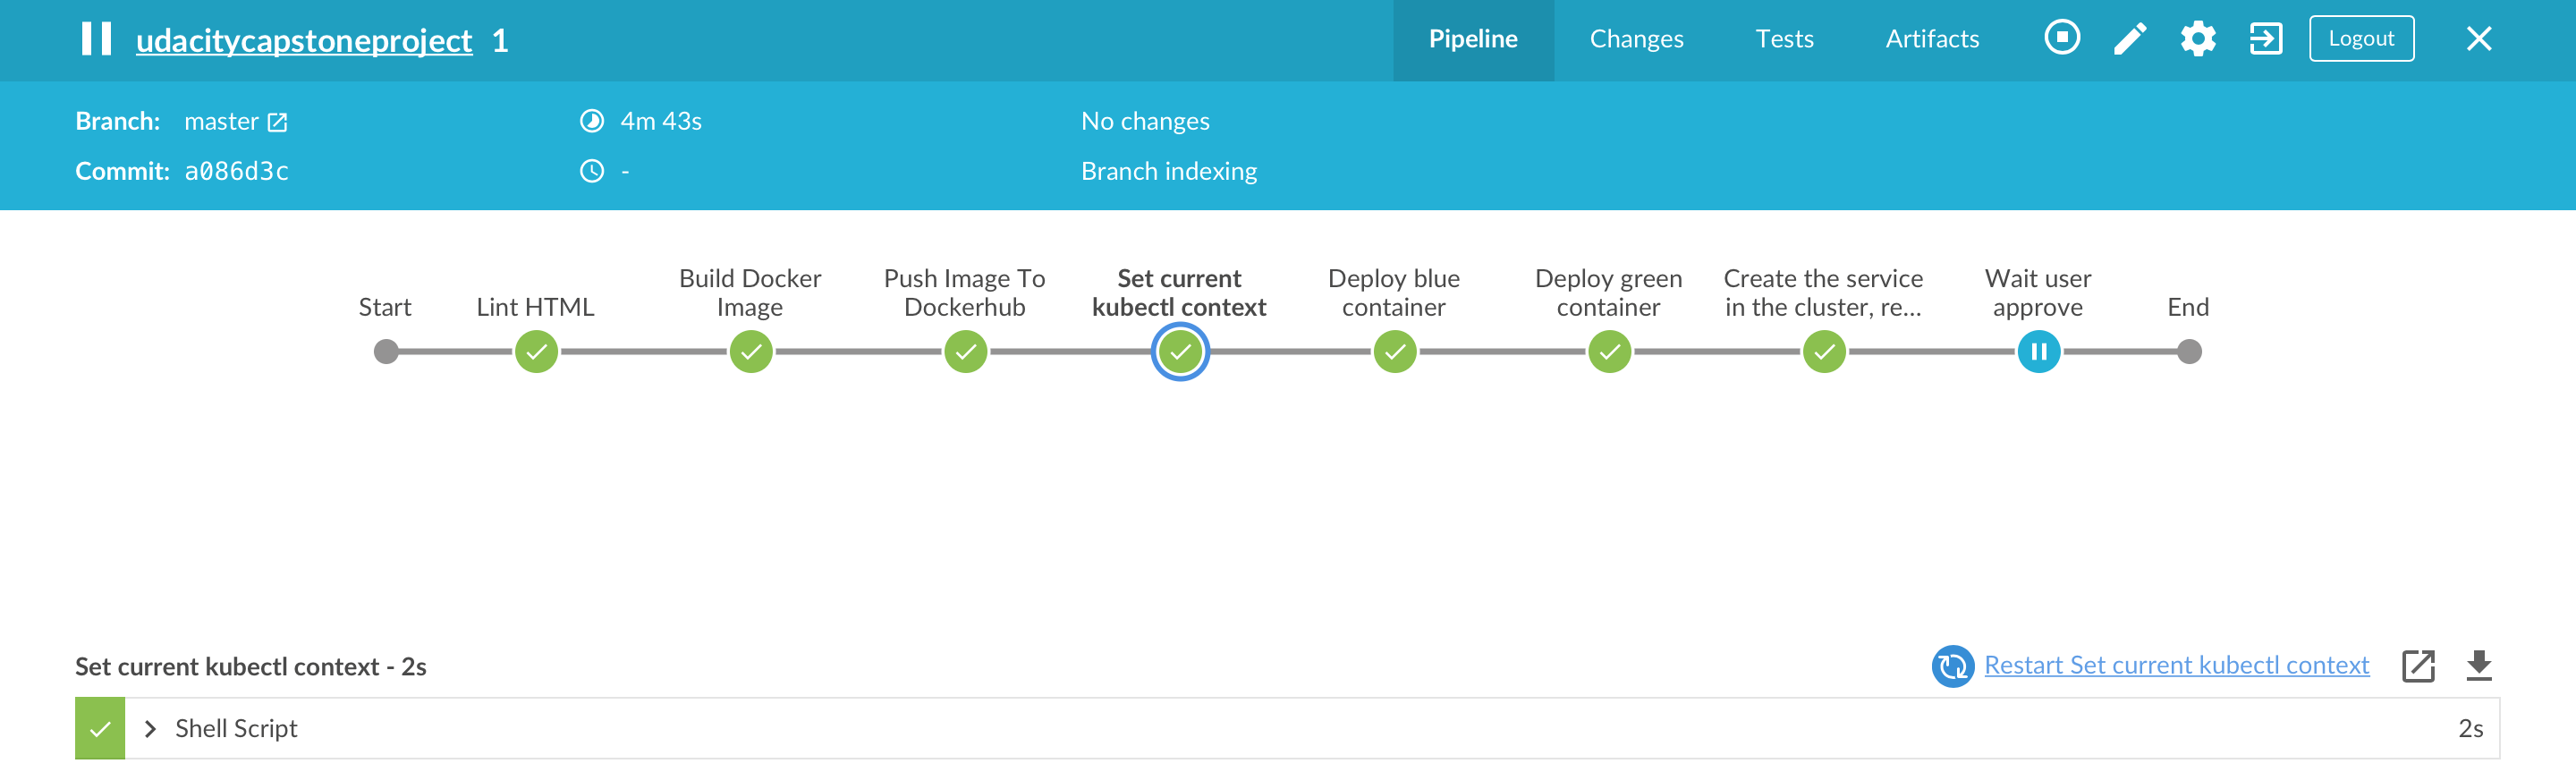 udacitycapstoneproject 1
Pipeline
Changes
Tests
Artifacts
Logout
Branch: master
4m 43s
No changes
Commit: a086d3c
-
Branch indexing
Start
Lint HTML
Build Docker
Image
Push Image To
Dockerhub
Set current
kubectl context
Deploy blue
container
Deploy green
container
Create the service
in the cluster, re...
Wait user
approve
End
Set current kubectl context - 2s
Restart Set current kubectl context
Shell Script
2s